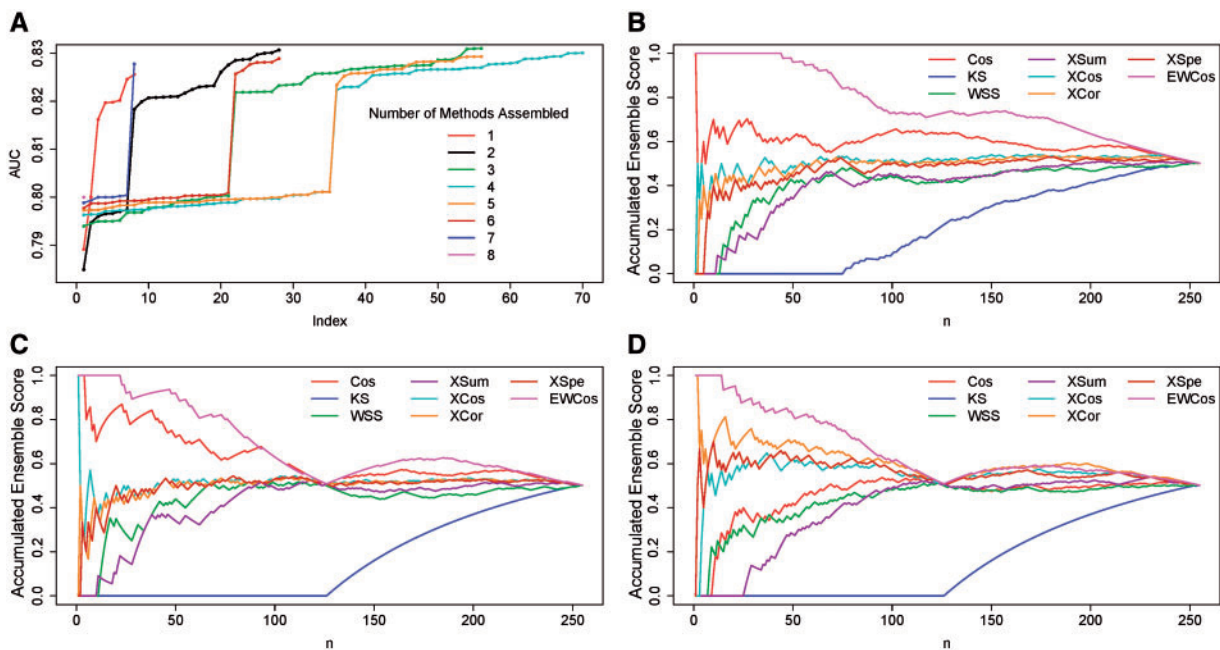 A
AUC
0.83
0.82
0.80
0.79
Number of Methods Assembled
1
2
3
4
5
6
7
8
0 10 20 30 40 50 60 70
Index
B
Accumulated Ensemble Score
1.0
0.8
0.6
0.4
0.2
0.0
Cos XSum XSpe
KS XCos EWCos
WSS XCor
0 50 100 150 200 250
n
C
Accumulated Ensemble Score
1.0
0.8
0.6
0.4
0.2
0.0
Cos XSum XSpe
KS XCos EWCos
WSS XCor
0 50 100 150 200 250
n
D
Accumulated Ensemble Score
1.0
0.8
0.6
0.4
0.2
0.0
Cos XSum XSpe
KS XCos EWCos
WSS XCor
0 50 100 150 200 250
n